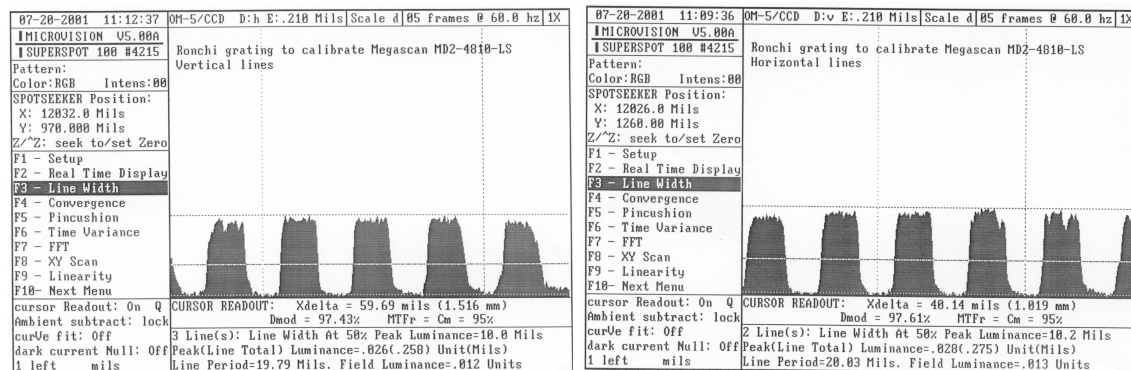 07-20-2001 11:12:37 OM-5/CCD D:h E:.210 Mils Scale d 05 frames @ 60.0 hz 1X
MICROVISION V5.00A
SUPERSPOT 100 #4215
Ronchi grating to calibrate Megascan MD2-4810-LS
Vertical lines
Pattern:
Color:RGB Intens:00
SPOTSEEKER Position:
X: 12032.0 Mils
Y: 970.000 Mils
Z/^Z: seek to/set Zero
F1 - Setup
F2 - Real Time Display
F3 - Line Width
F4 - Convergence
F5 - Pincushion
F6 - Time Variance
F7 - FFT
F8 - XY Scan
F9 - Linearity
F10- Next Menu
cursor Readout: On Q
Ambient subtract: lock
curVe fit: Off
dark current Null: Off
1 left mils
CURSOR READOUT: Xdelta = 59.69 mils (1.516 mm)
Dmod = 97.43% MTFr = Cm = 95%
3 Line(s): Line Width At 50% Peak Luminance=10.0 Mils
Peak(Line Total) Luminance=.026(.258) Unit(Mils)
Line Period=19.79 Mils. Field Luminance=.012 Units
07-20-2001 11:09:36 OM-5/CCD D:v E:.210 Mils Scale d 05 frames @ 60.0 hz 1X
MICROVISION V5.00A
SUPERSPOT 100 #4215
Ronchi grating to calibrate Megascan MD2-4810-LS
Horizontal lines
Pattern:
Color:RGB Intens:00
SPOTSEEKER Position:
X: 12026.0 Mils
Y: 1260.00 Mils
Z/^Z: seek to/set Zero
F1 - Setup
F2 - Real Time Display
F3 - Line Width
F4 - Convergence
F5 - Pincushion
F6 - Time Variance
F7 - FFT
F8 - XY Scan
F9 - Linearity
F10- Next Menu
cursor Readout: On Q
Ambient subtract: lock
curVe fit: Off
dark current Null: Off
1 left mils
CURSOR READOUT: Xdelta = 40.14 mils (1.019 mm)
Dmod = 97.61% MTFr = Cm = 95%
2 Line(s): Line Width At 50% Peak Luminance=10.2 Mils
Peak(Line Total) Luminance=.028(.275) Unit(Mils)
Line Period=20.03 Mils. Field Luminance=.013 Units